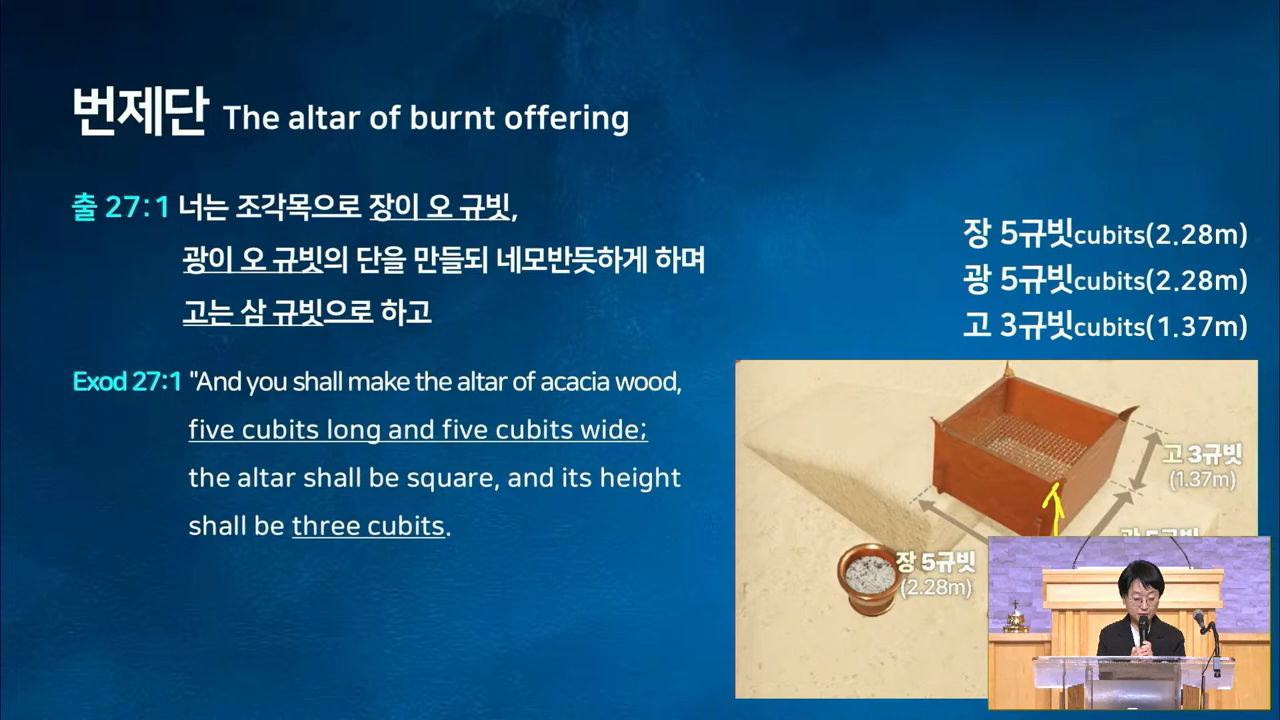 번제단 The altar of burnt offering
출 27:1 너는 조각목으로 장이 오 규빗,
광이 오 규빗의 단을 만들되 네모반듯하게 하며
고는 삼 규빗으로 하고
Exod 27:1 "And you shall make the altar of acacia wood,
five cubits long and five cubits wide;
the altar shall be square, and its height
shall be three cubits.
장 5규빗cubits(2.28m)
광 5규빗cubits(2.28m)
고 3규빗cubits(1.37m)
고 3규빗
(1.37m)
장 5규빗
(2.28m)